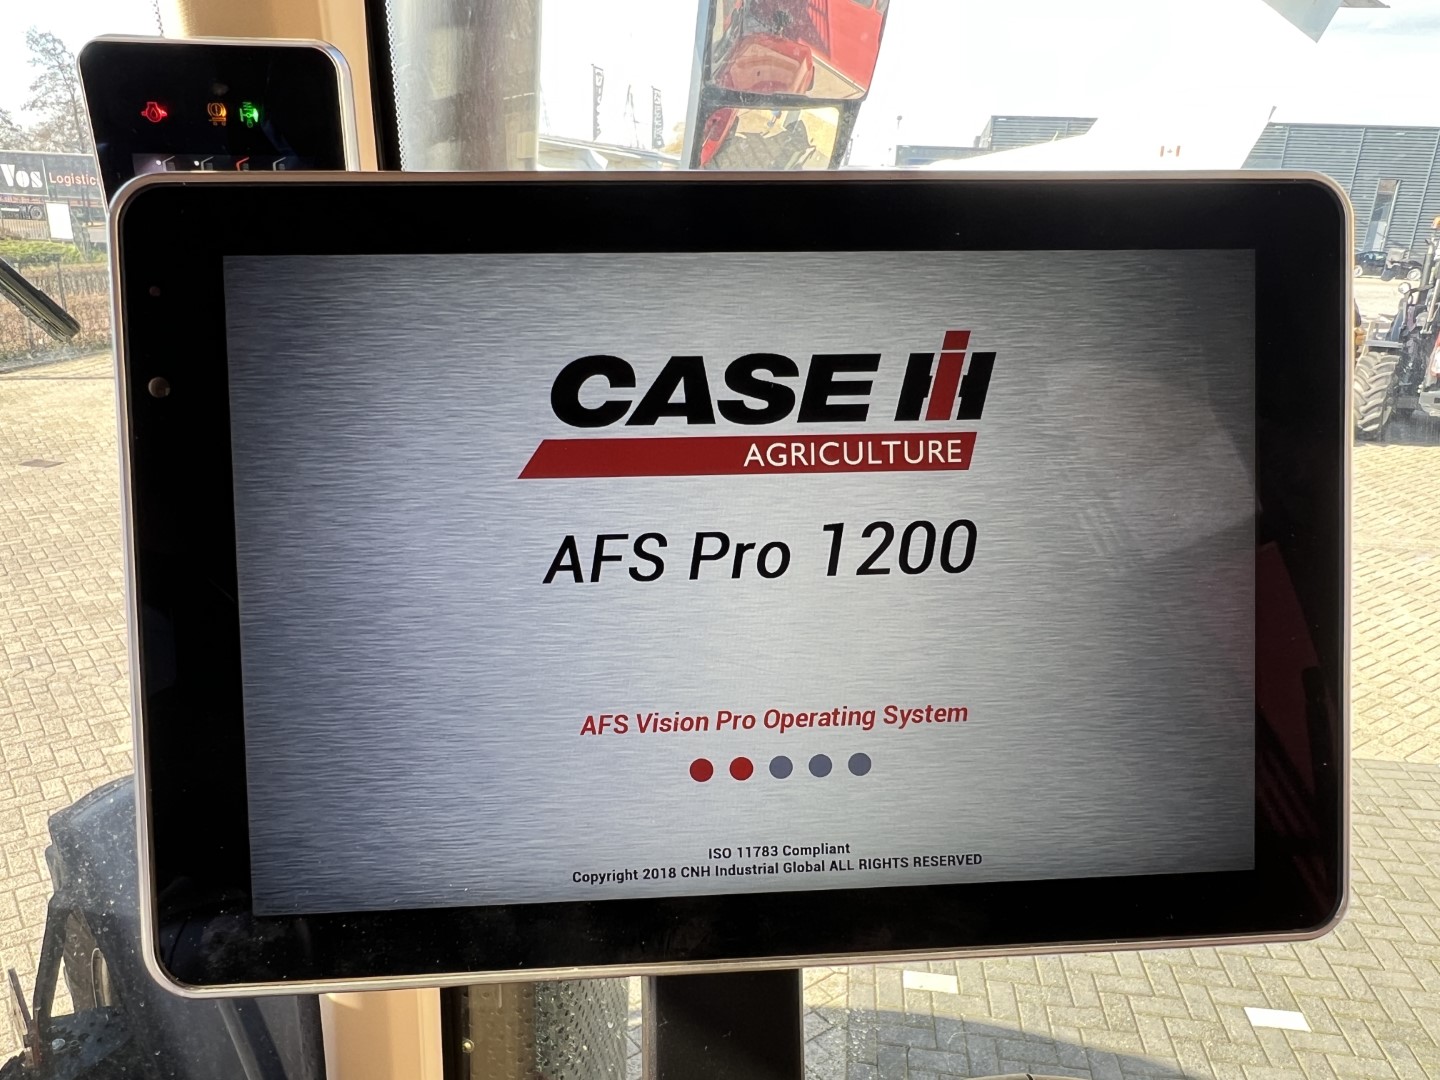 Vos Logistics
CASE IH
AGRICULTURE
AFS Pro 1200
AFS Vision Pro Operating System
ISO 11783 Compliant
Copyright 2018 CNH Industrial Global ALL RIGHTS RESERVED